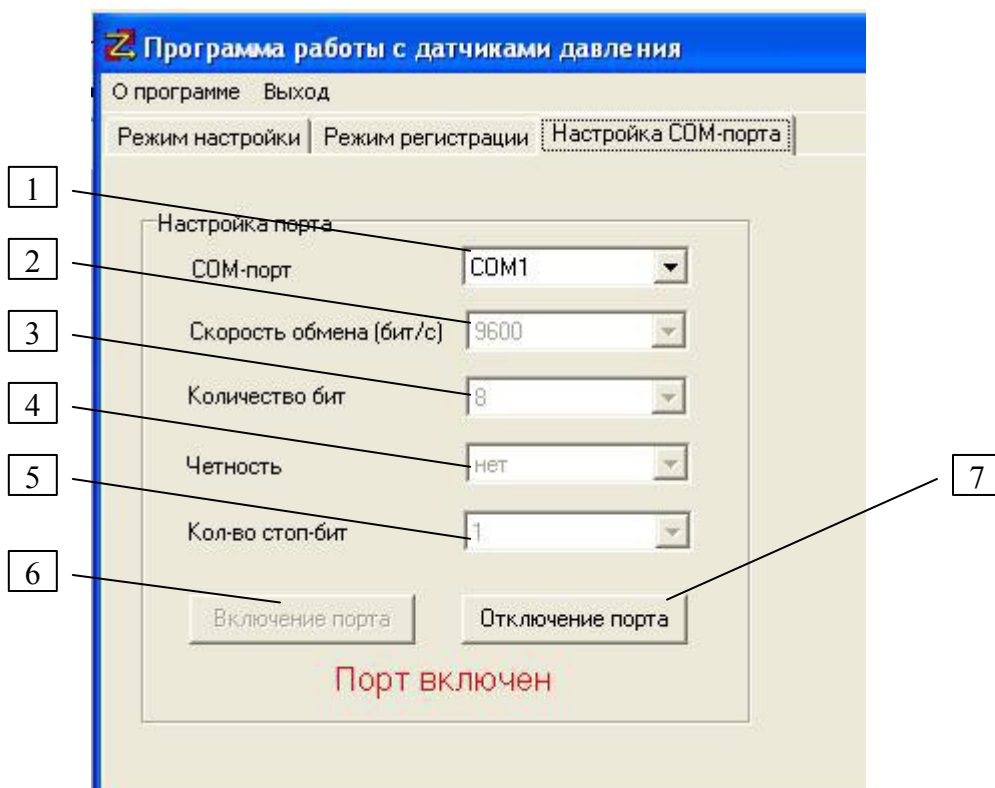 Программа работы с датчиками давления
О программе Выход
Режим настройки Режим регистрации Настройка COM-порта
1
Настройка порта
2
COM-порт COM1
3
Скорость обмена (бит/с) 9600
4
Количество бит 8
5
Четность нет
7
Кол-во стоп-бит 1
6
Включение порта Отключение порта
Порт включен